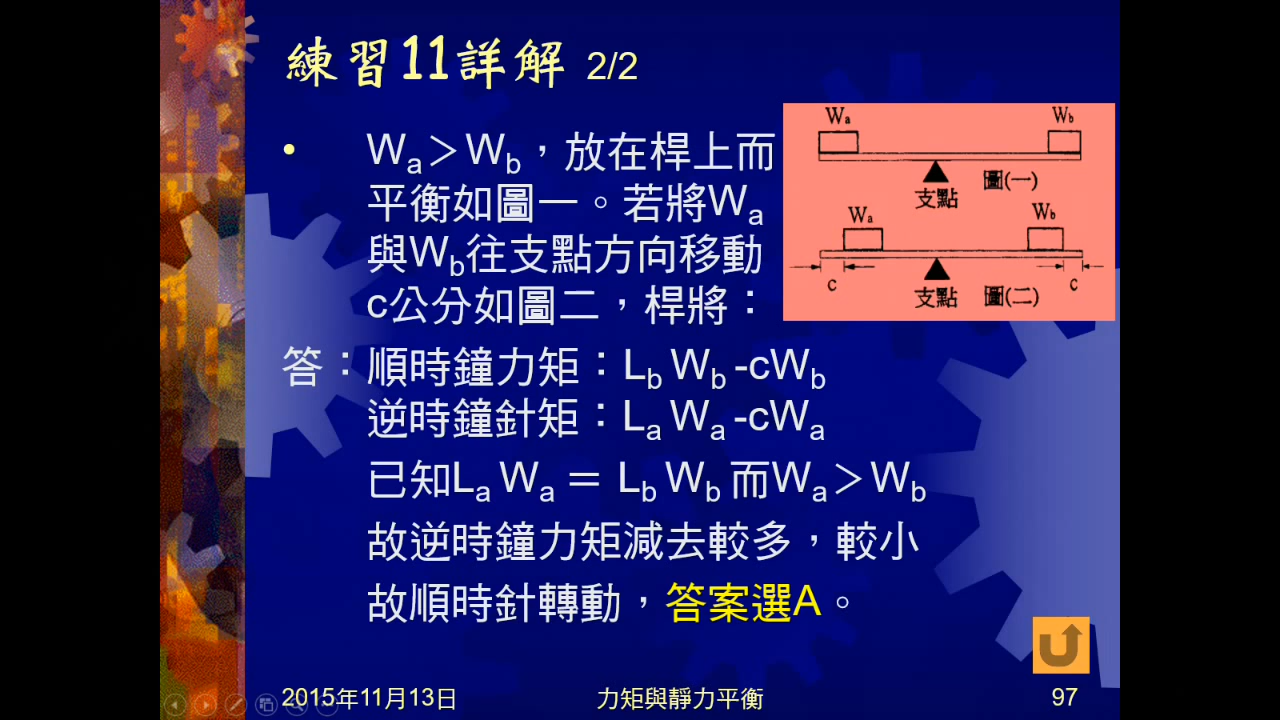 練習11詳解 2/2
• Wa＞Wb，放在桿上而
平衡如圖一。若將Wa
與Wb往支點方向移動
c公分如圖二，桿將：
Wa Wb
支點 圖(一)
Wa Wb
c 支點 圖(二) c
答：順時鐘力矩：Lb Wb -cWb
逆時鐘針矩：La Wa -cWa
已知La Wa ＝ Lb Wb 而Wa＞Wb
故逆時鐘力矩減去較多，較小
故順時針轉動，答案選A。
2015年11月13日 力矩與靜力平衡 97